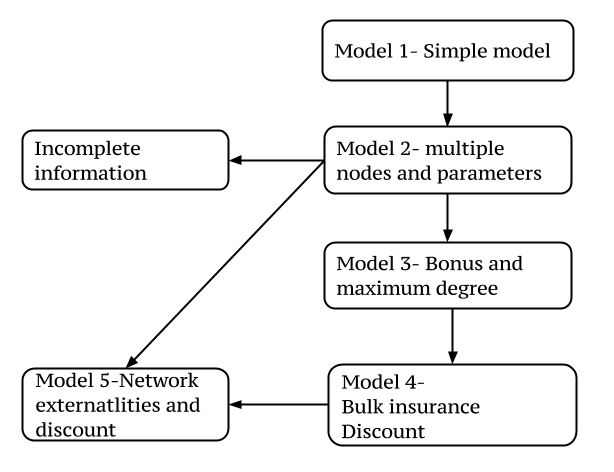 Model 1- Simple model
Incomplete
information
Model 2- multiple
nodes and parameters
Model 3- Bonus and
maximum degree
Model 5-Network
externatlities and
discount
Model 4-
Bulk insurance
Discount